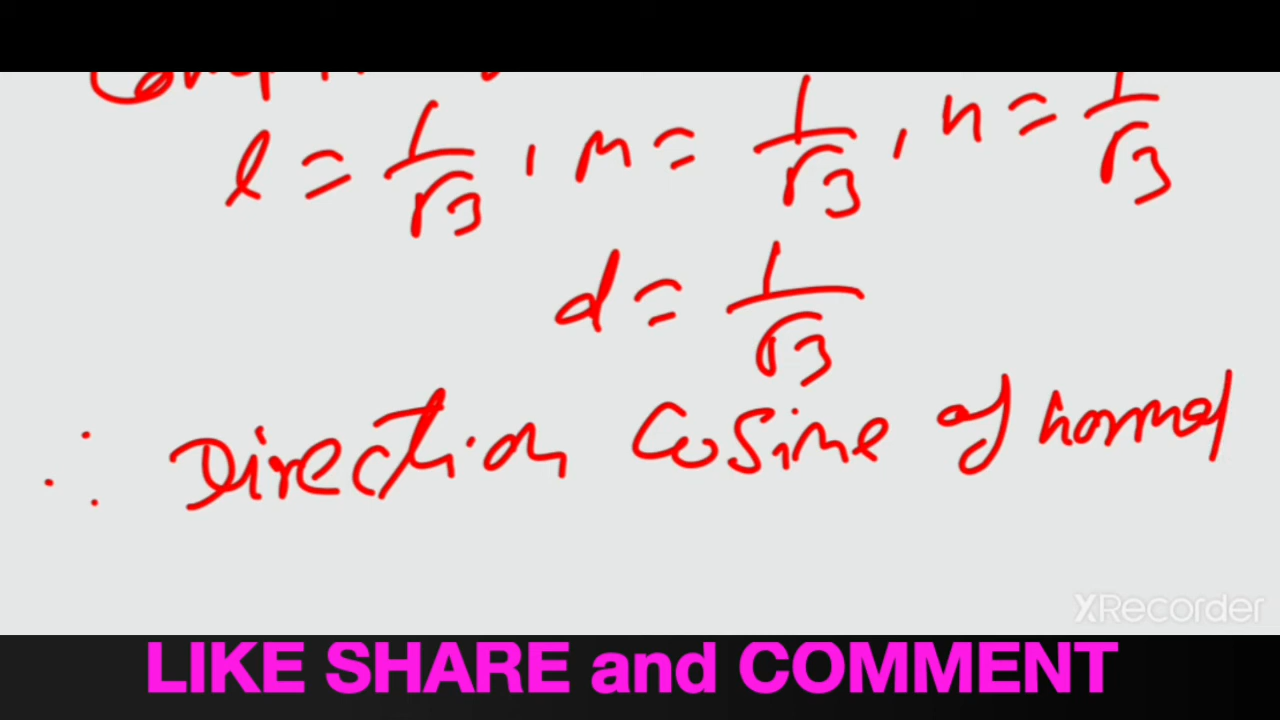 l = 1/√3 , m = 1/√3 , n = 1/√3
d = 1/√3
∴ Direction Cosine of normal
XRecorder
LIKE SHARE and COMMENT